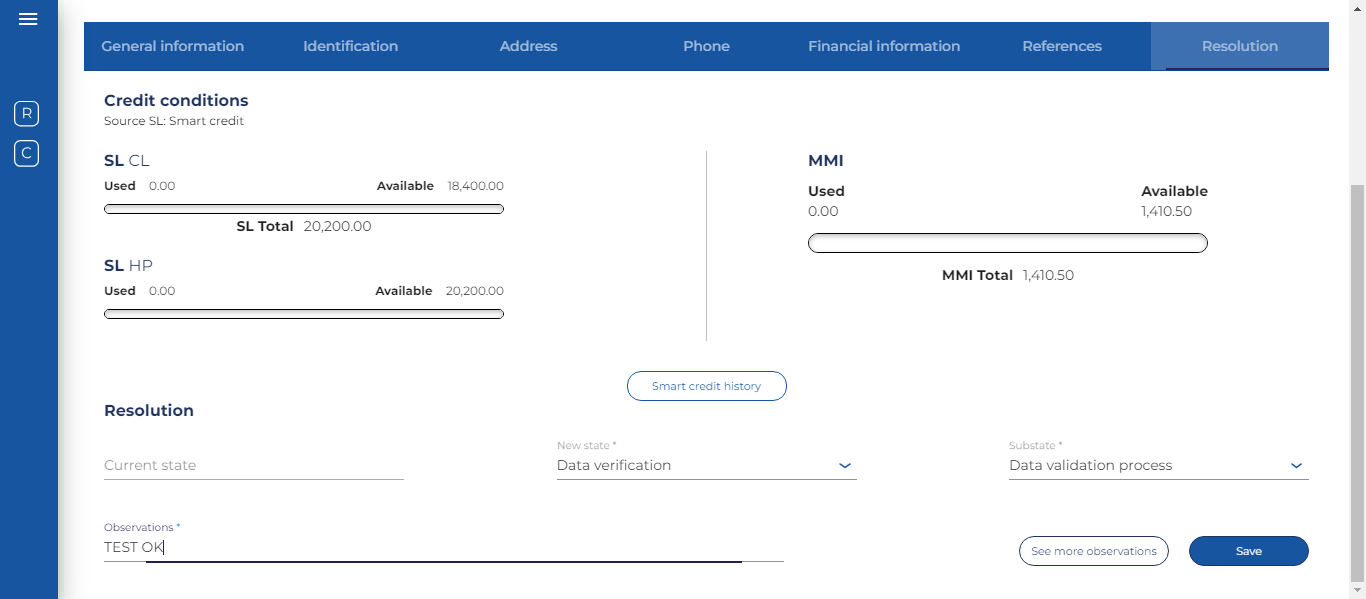 General information Identification Address Phone Financial information References Resolution
R
C
Credit conditions
Source SL: Smart credit
SL CL
Used 0.00 Available 18,400.00
SL Total 20,200.00
SL HP
Used 0.00 Available 20,200.00
MMI
Used Available
0.00 1,410.50
MMI Total 1,410.50
Smart credit history
Resolution
Current state
New state *
Data verification
Substate *
Data validation process
Observations *
TEST OK
See more observations
Save